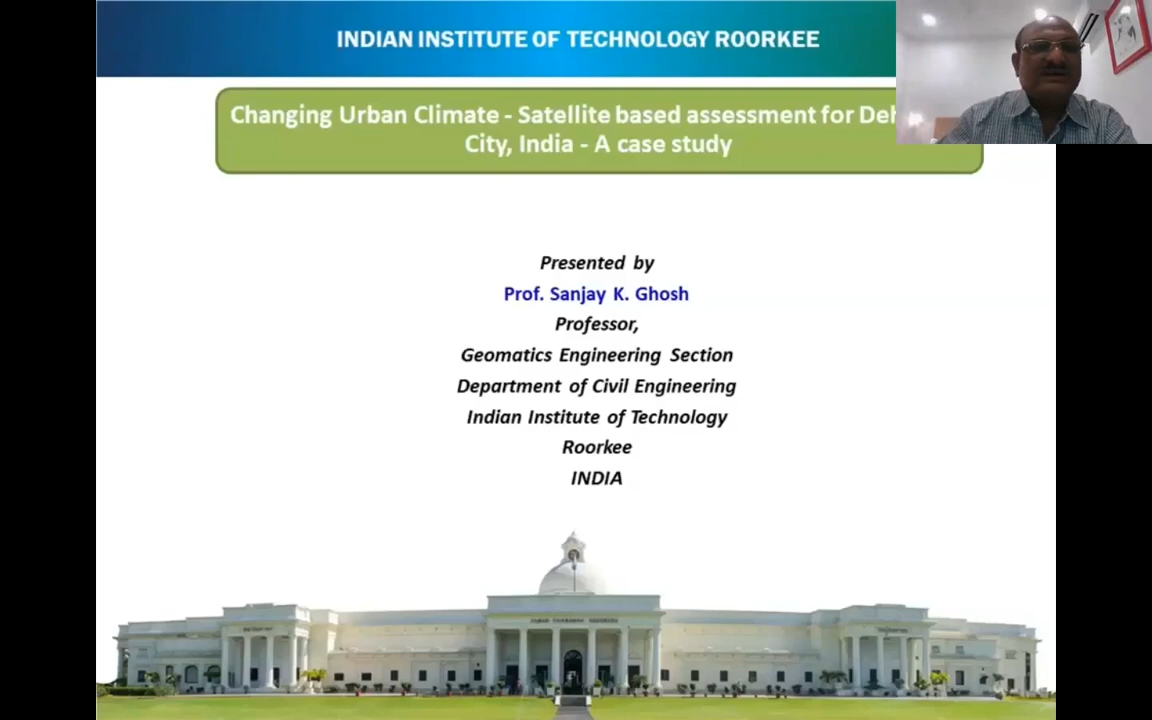 INDIAN INSTITUTE OF TECHNOLOGY ROORKEE
Changing Urban Climate - Satellite based assessment for
City, India - A case study
Presented by
Prof. Sanjay K. Ghosh
Professor,
Geomatics Engineering Section
Department of Civil Engineering
Indian Institute of Technology
Roorkee
INDIA